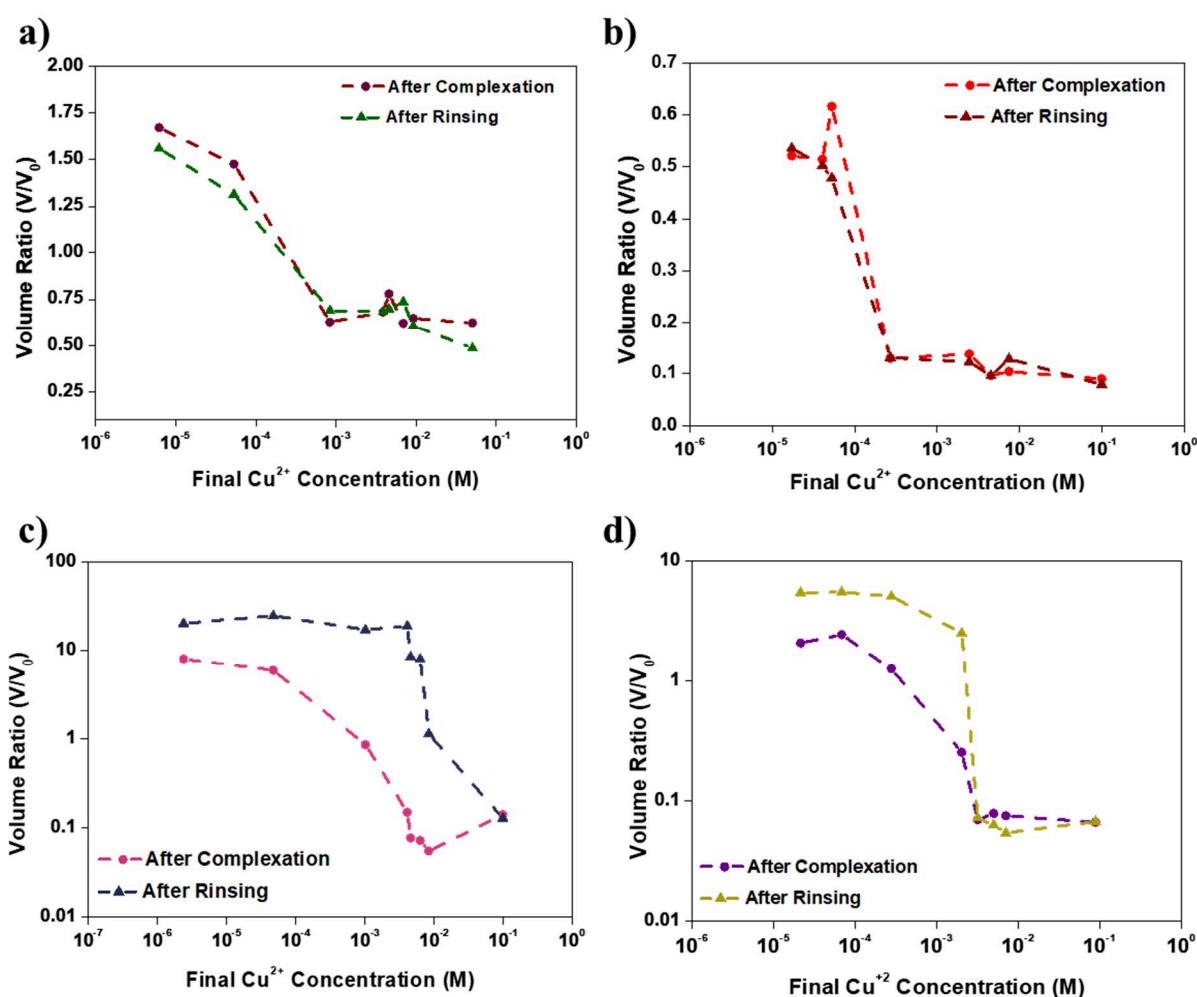 a)
2.00
1.75
1.50
1.25
1.00
0.75
0.50
0.25
Volume Ratio (V/V₀)
After Complexation
After Rinsing
10⁻⁶ 10⁻⁵ 10⁻⁴ 10⁻³ 10⁻² 10⁻¹ 10⁰
Final Cu²⁺ Concentration (M)
b)
0.7
0.6
0.5
0.4
0.3
0.2
0.1
0.0
Volume Ratio (V/V₀)
After Complexation
After Rinsing
10⁻⁶ 10⁻⁵ 10⁻⁴ 10⁻³ 10⁻² 10⁻¹ 10⁰
Final Cu²⁺ Concentration (M)
c)
100
10
1
0.1
0.01
Volume Ratio (V/V₀)
After Complexation
After Rinsing
10⁻⁷ 10⁻⁶ 10⁻⁵ 10⁻⁴ 10⁻³ 10⁻² 10⁻¹ 10⁰
Final Cu²⁺ Concentration (M)
d)
10
1
0.1
0.01
Volume Ratio (V/V₀)
After Complexation
After Rinsing
10⁻⁶ 10⁻⁵ 10⁻⁴ 10⁻³ 10⁻² 10⁻¹ 10⁰
Final Cu⁺² Concentration (M)